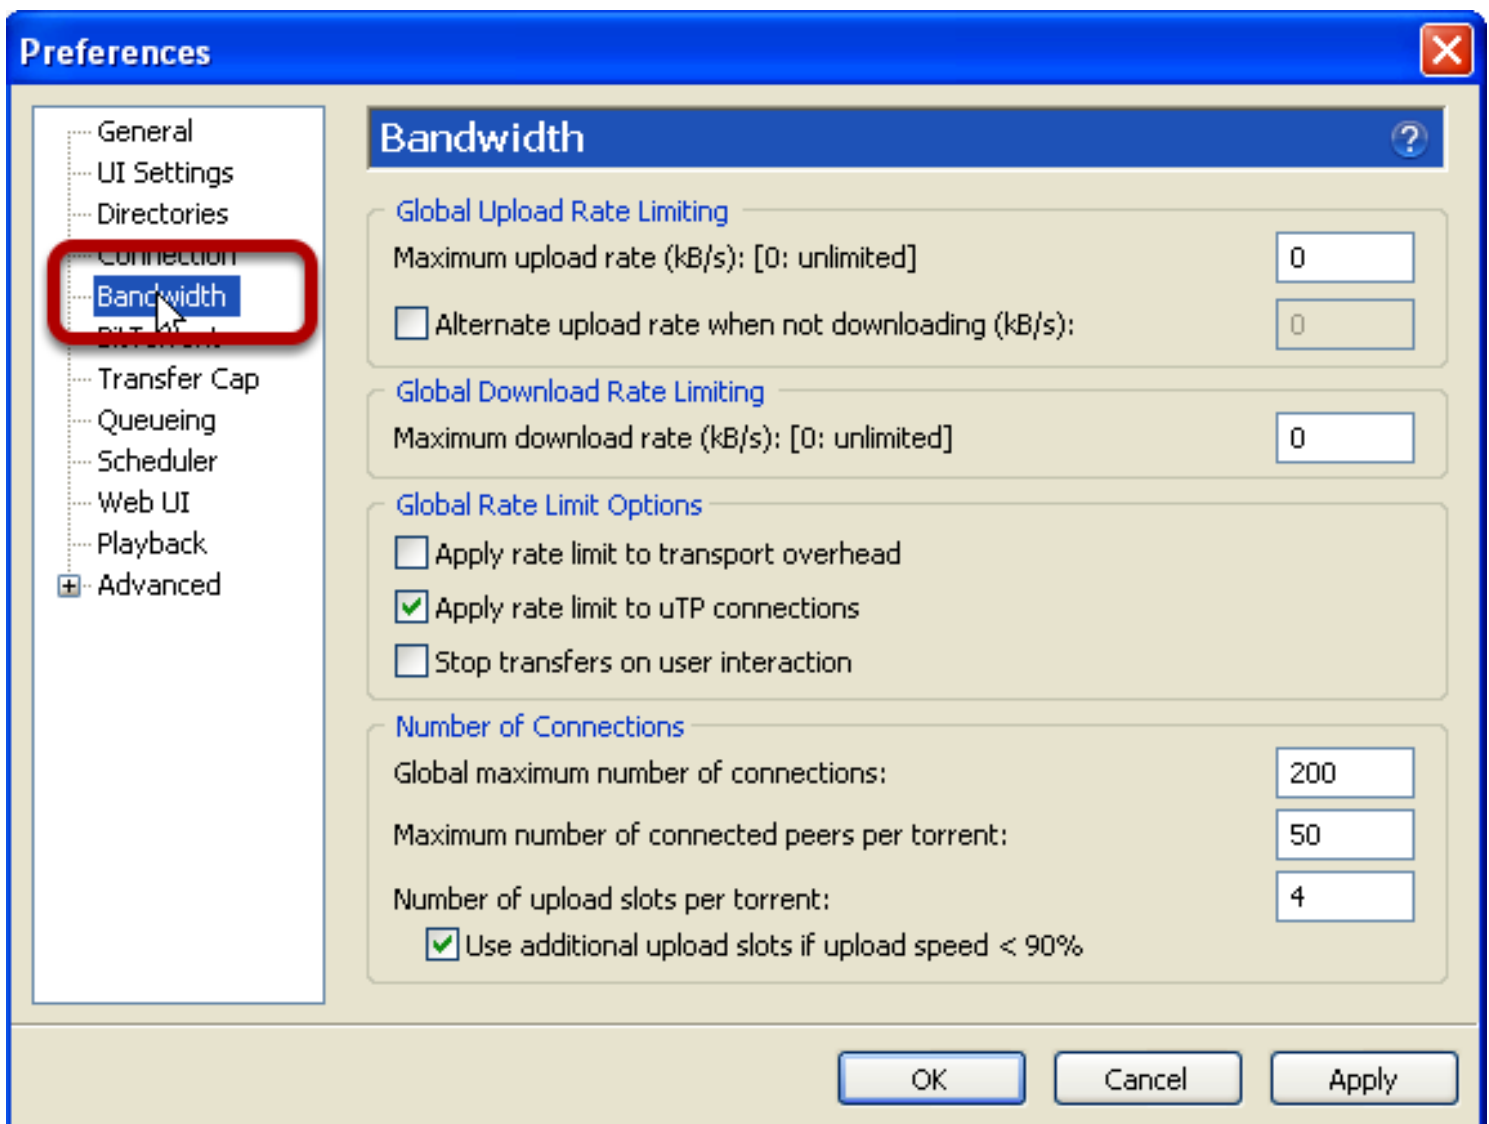 Preferences
General
UI Settings
Directories
Connection
Bandwidth
BitTorrent
Transfer Cap
Queueing
Scheduler
Web UI
Playback
Advanced
Bandwidth
Global Upload Rate Limiting
Maximum upload rate (kB/s): [0: unlimited] 0
Alternate upload rate when not downloading (kB/s): 0
Global Download Rate Limiting
Maximum download rate (kB/s): [0: unlimited] 0
Global Rate Limit Options
Apply rate limit to transport overhead
Apply rate limit to uTP connections
Stop transfers on user interaction
Number of Connections
Global maximum number of connections: 200
Maximum number of connected peers per torrent: 50
Number of upload slots per torrent: 4
Use additional upload slots if upload speed < 90%
OK Cancel Apply